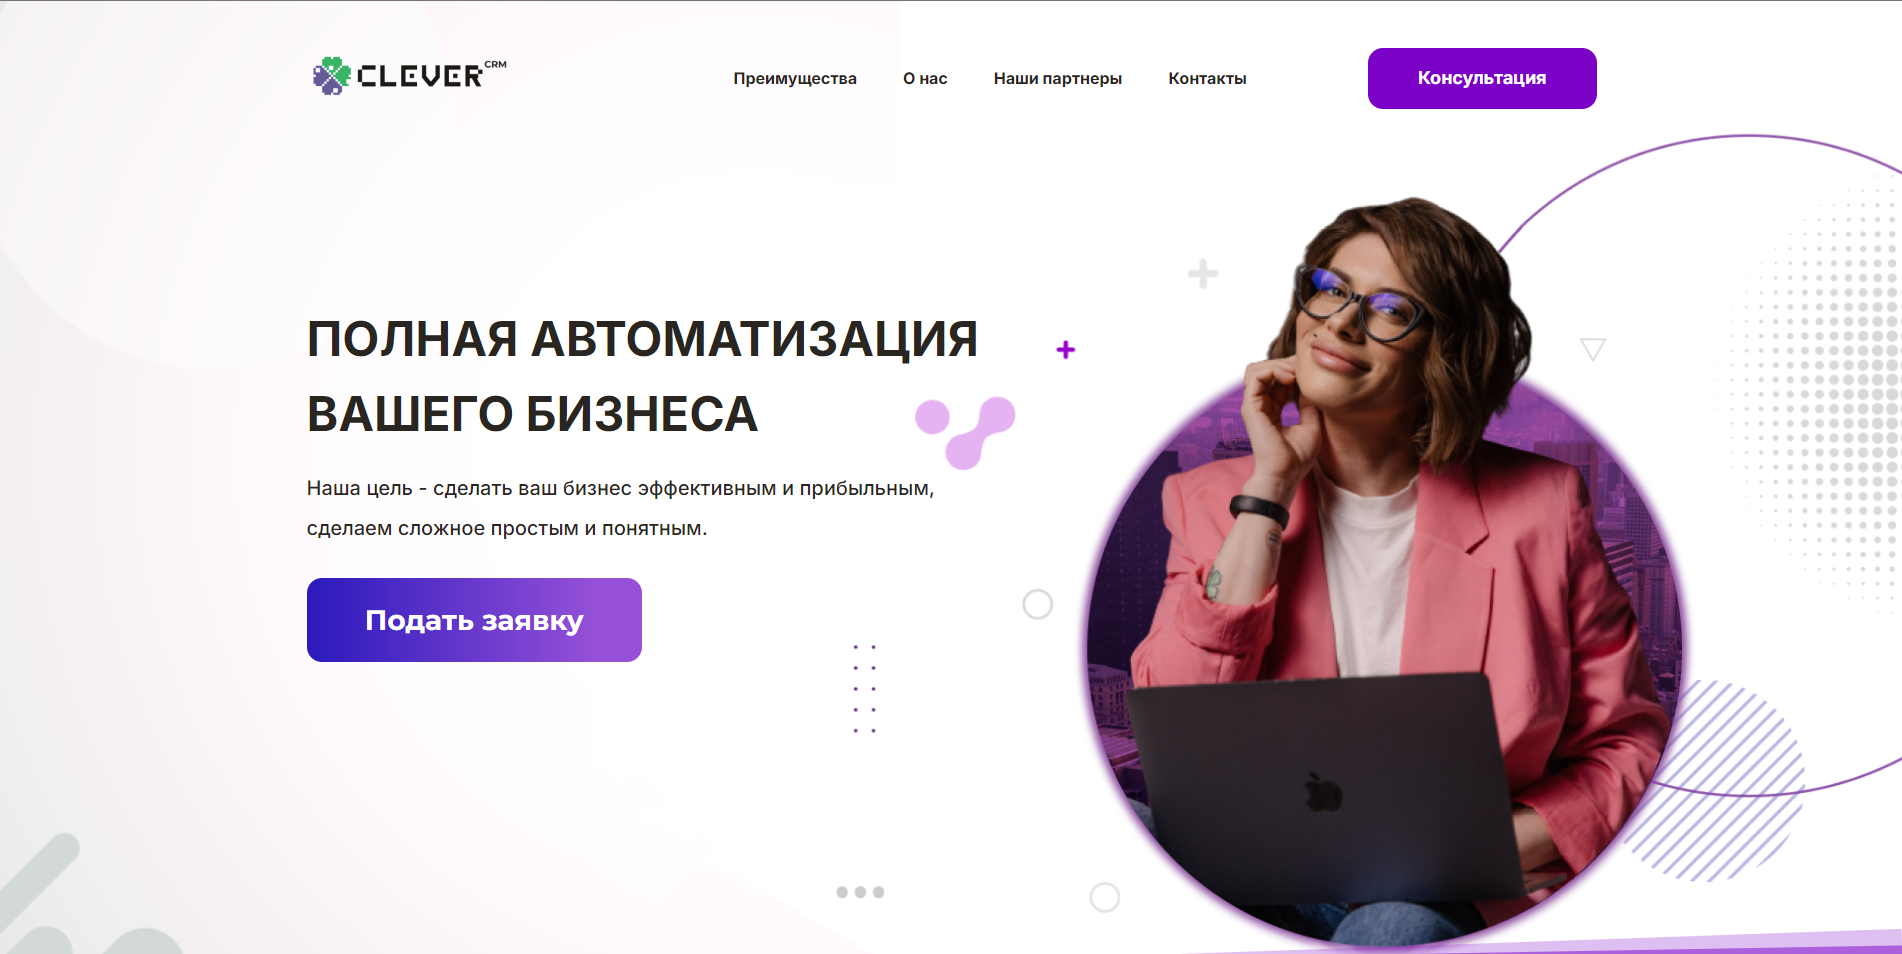 CLEVER CRM
Преимущества
О нас
Наши партнеры
Контакты
Консультация
ПОЛНАЯ АВТОМАТИЗАЦИЯ
ВАШЕГО БИЗНЕСА
Наша цель - сделать ваш бизнес эффективным и прибыльным,
сделаем сложное простым и понятным.
Подать заявку